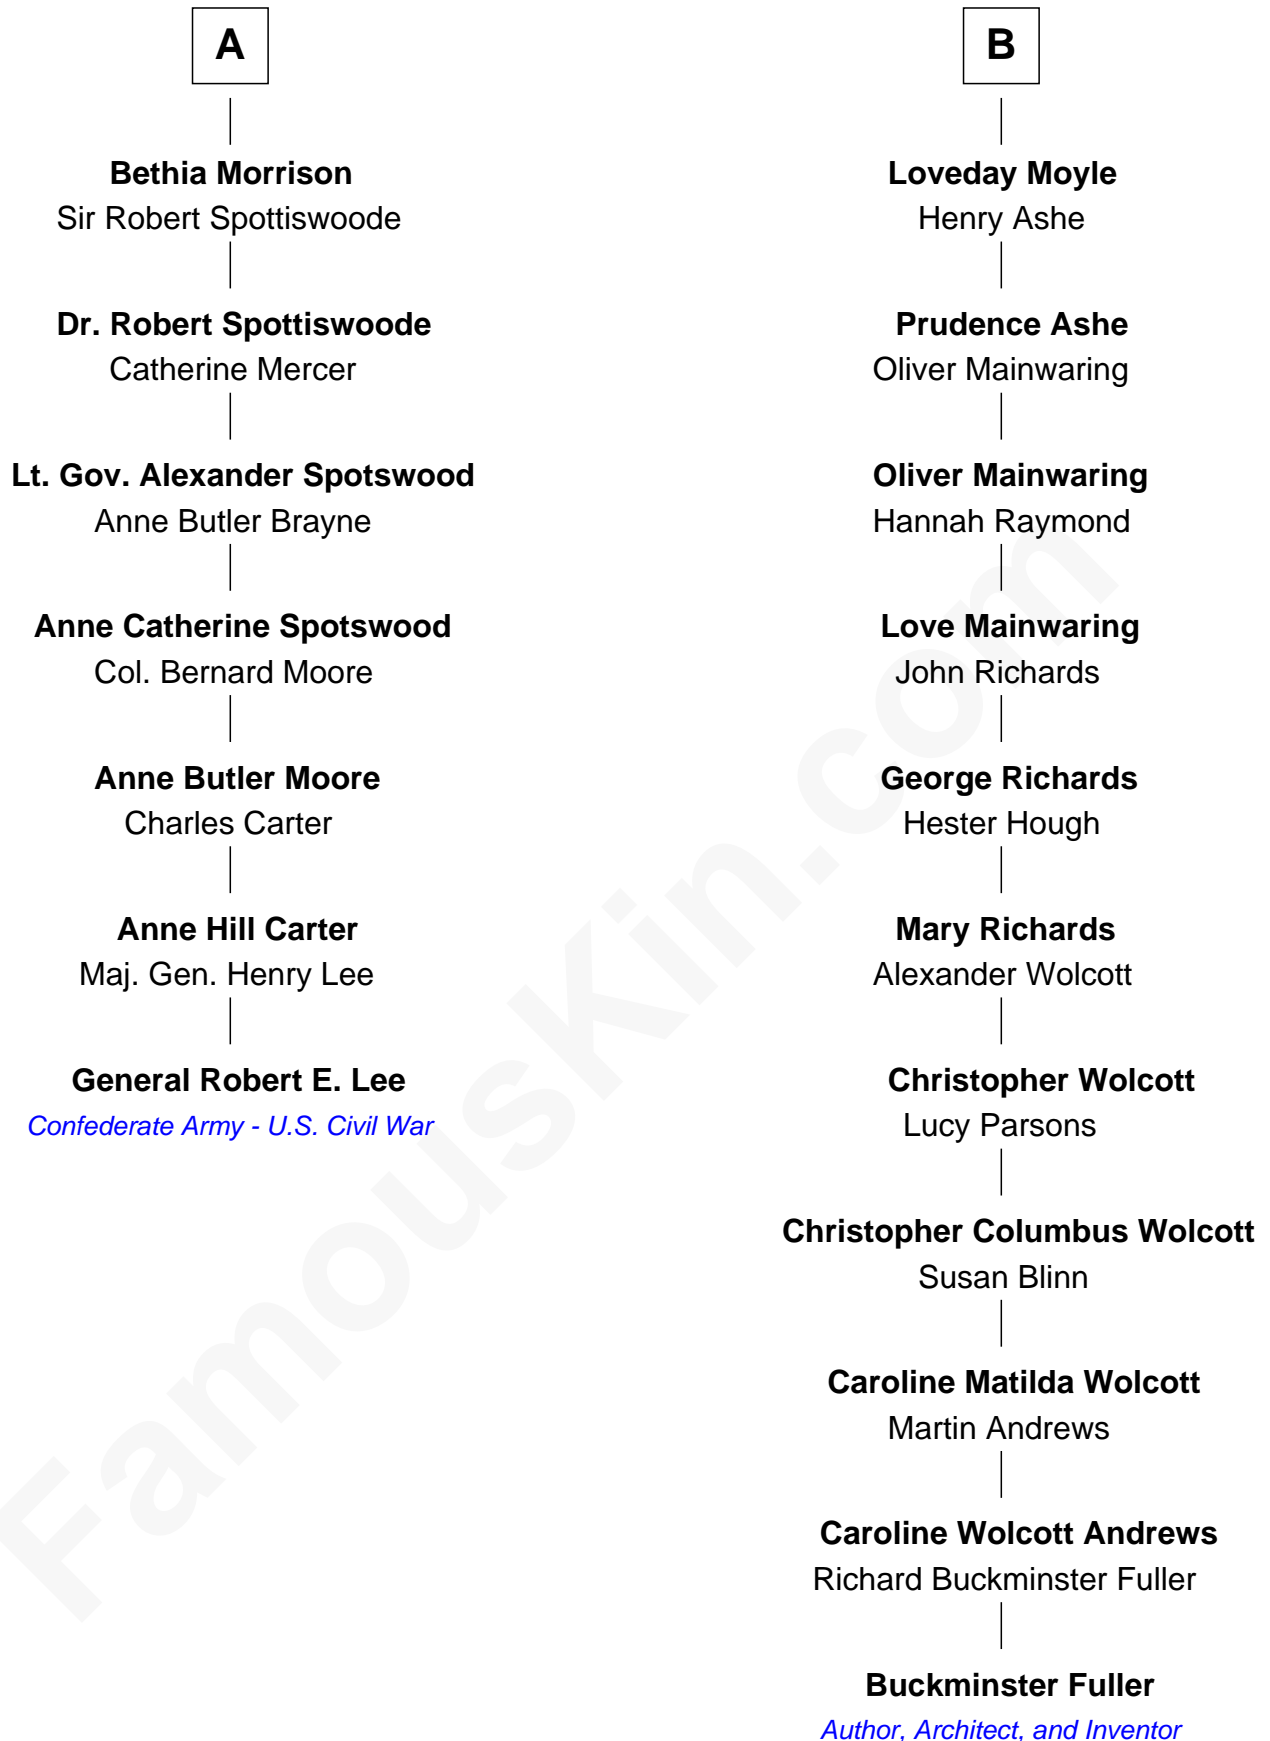 A
Bethia Morrison
Sir Robert Spottiswoode
Dr. Robert Spottiswoode
Catherine Mercer
Lt. Gov. Alexander Spotswood
Anne Butler Brayne
Anne Catherine Spotswood
Col. Bernard Moore
Anne Butler Moore
Charles Carter
Anne Hill Carter
Maj. Gen. Henry Lee
General Robert E. Lee
Confederate Army - U.S. Civil War
B
Loveday Moyle
Henry Ashe
Prudence Ashe
Oliver Mainwaring
Oliver Mainwaring
Hannah Raymond
Love Mainwaring
John Richards
George Richards
Hester Hough
Mary Richards
Alexander Wolcott
Christopher Wolcott
Lucy Parsons
Christopher Columbus Wolcott
Susan Blinn
Caroline Matilda Wolcott
Martin Andrews
Caroline Wolcott Andrews
Richard Buckminster Fuller
Buckminster Fuller
Author, Architect, and Inventor
FamousKin.com